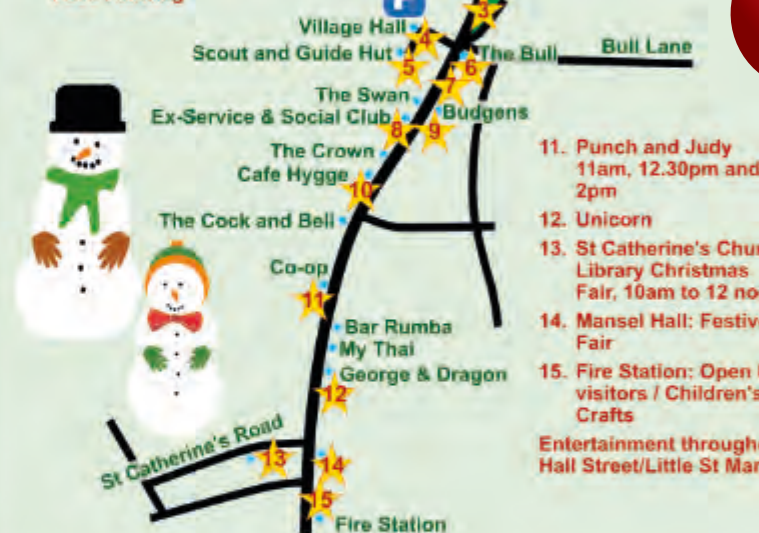 P
3
Village Hall
4
Scout and Guide Hut
5
6
The Bull
Bull Lane
7
The Swan
Ex-Service & Social Club
Budgens
8
9
The Crown
Cafe Hygge
10
The Cock and Bell
Co-op
11
Bar Rumba
My Thai
George & Dragon
12
St Catherine's Road
13
14
15
Fire Station
11. Punch and Judy
11am, 12.30pm and
2pm
12. Unicorn
13. St Catherine's
Library Christmas
Fair, 10am to 12
14. Mansel Hall:
Fair
15. Fire Station: Open
visitors / Children's
Crafts
Entertainment
Hall Street/Little St